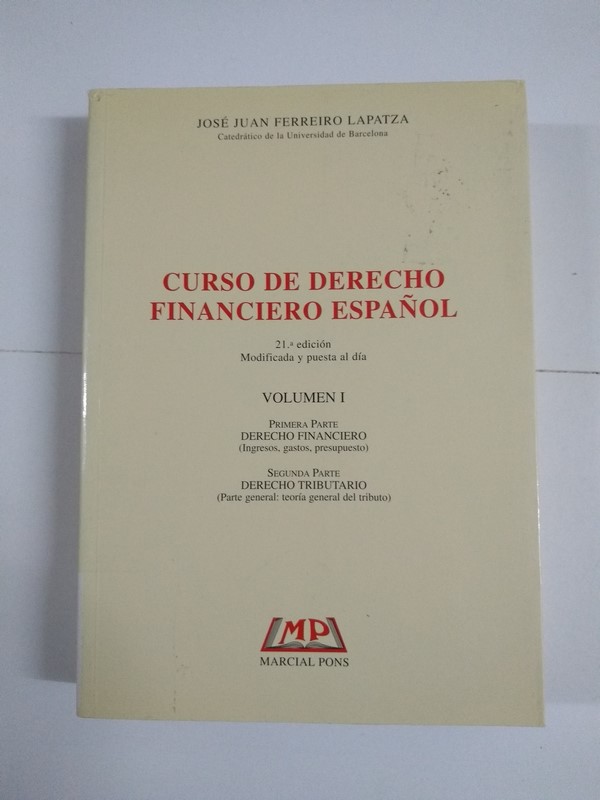 JOSÉ JUAN FERREIRO LAPATZA
Catedrático de la Universidad de Barcelona
CURSO DE DERECHO
FINANCIERO ESPAÑOL
21.ª edición
Modificada y puesta al día
VOLUMEN I
PRIMERA PARTE
DERECHO FINANCIERO
(Ingresos, gastos, presupuesto)
SEGUNDA PARTE
DERECHO TRIBUTARIO
(Parte general: teoría general del tributo)
MP
MARCIAL PONS